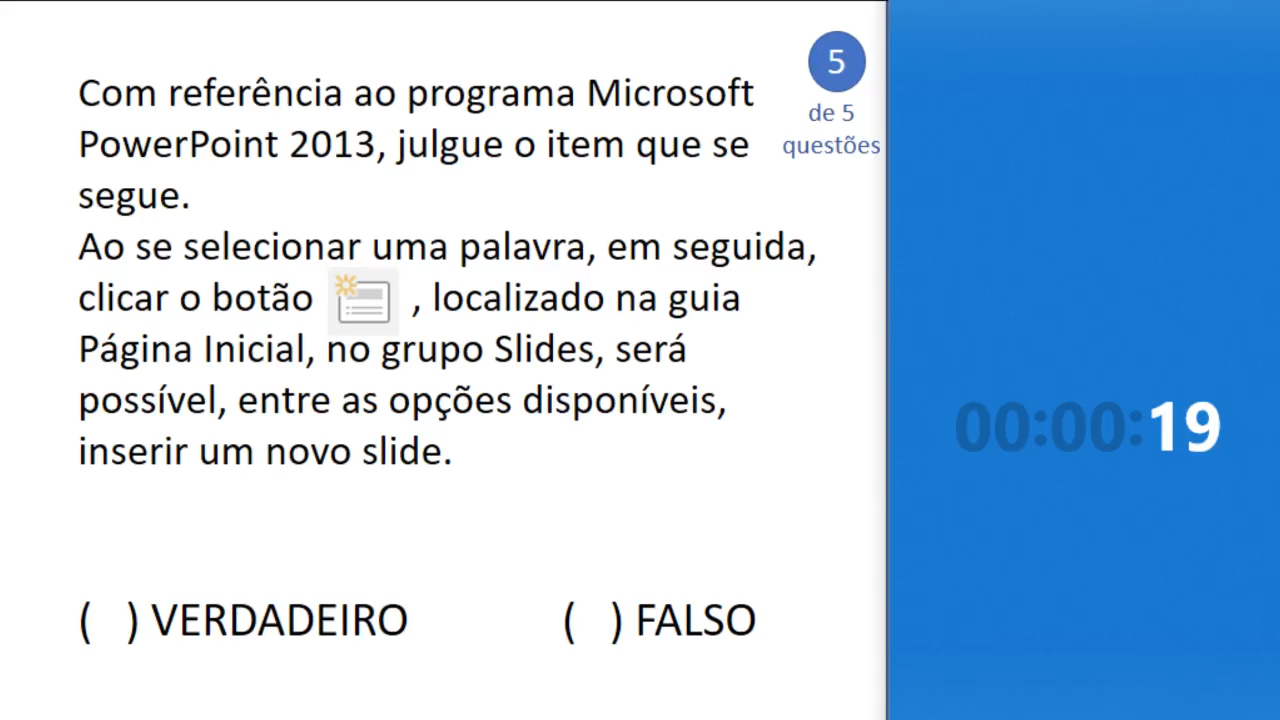 Com referência ao programa Microsoft
PowerPoint 2013, julgue o item que se
segue.
Ao se selecionar uma palavra, em seguida,
clicar o botão , localizado na guia
Página Inicial, no grupo Slides, será
possível, entre as opções disponíveis,
inserir um novo slide.
( ) VERDADEIRO ( ) FALSO
5
de 5
questões
00:00:19